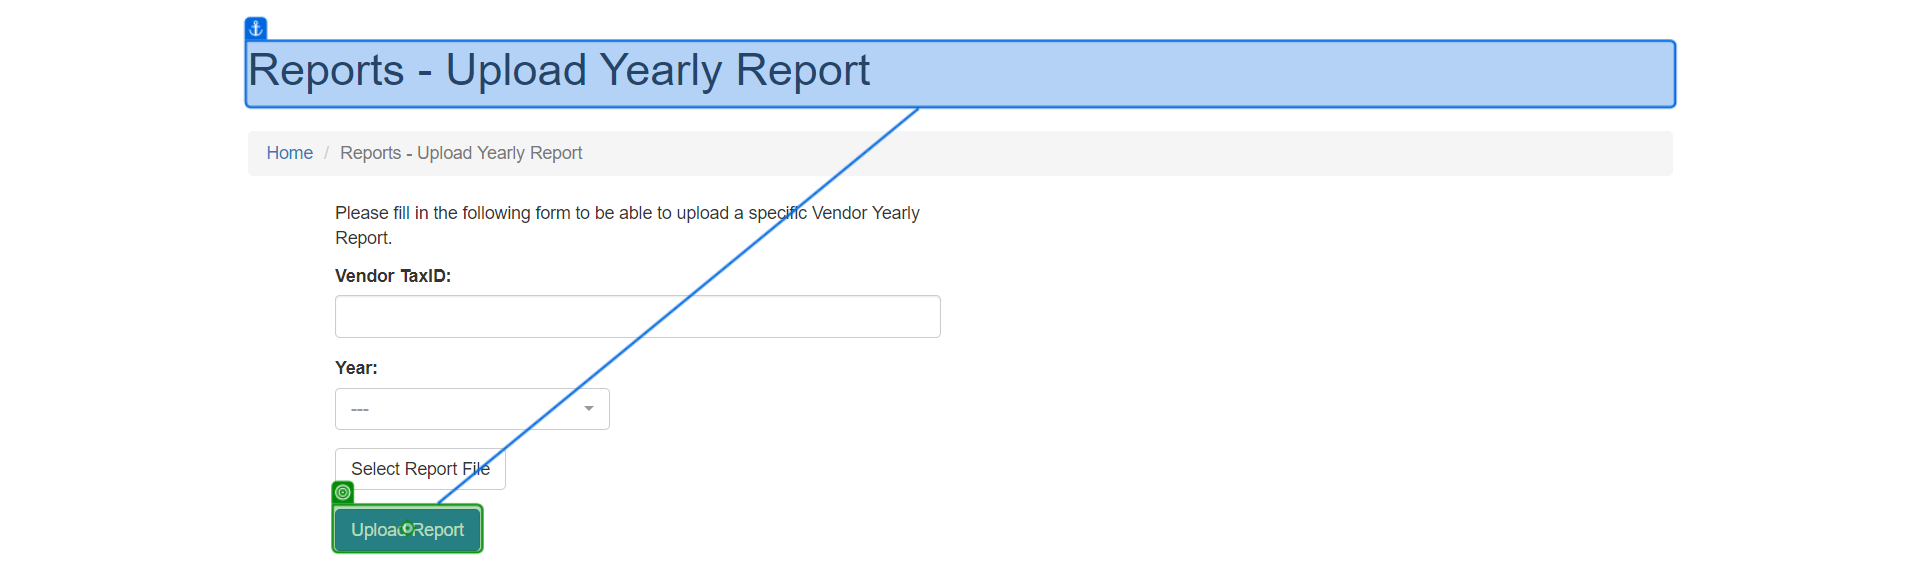 Reports - Upload Yearly Report
Home / Reports - Upload Yearly Report
Please fill in the following form to be able to upload a specific Vendor Yearly
Report.
Vendor TaxID:
Year:
---
Select Report File
Upload Report